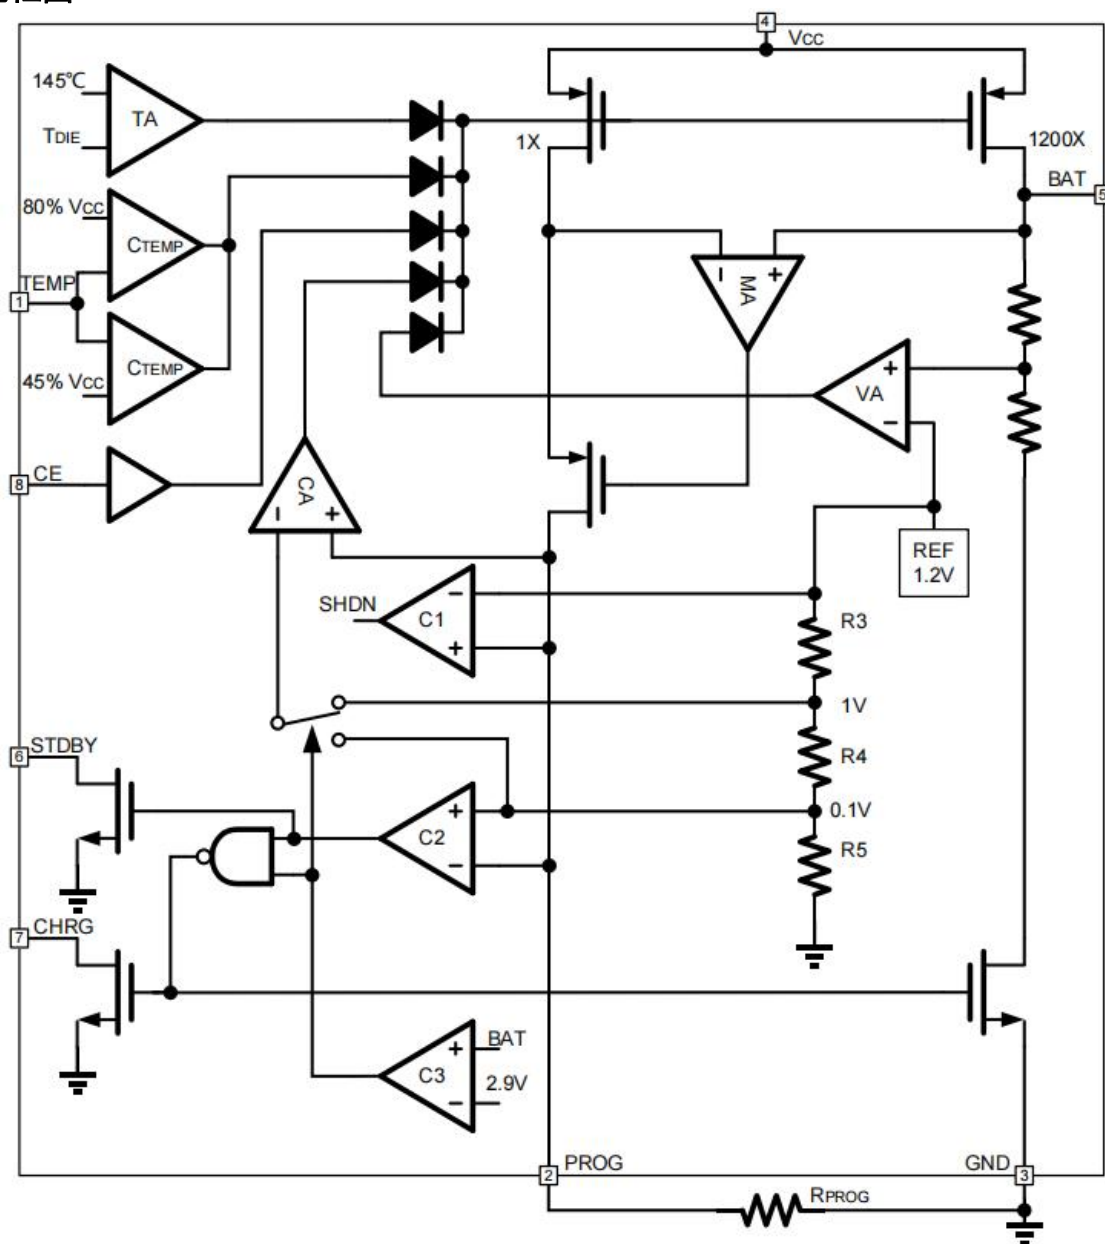 4
VCC
145℃
TA
TDIE
1X
1200X
BAT
5
80% VCC
CTEMP
TEMP
1
MA
- +
CTEMP
45% VCC
+
VA
-
8
CE
CA
- +
REF
1.2V
SHDN
C1
-
+
R3
1V
6
STDBY
R4
+
0.1V
C2
-
R5
7
CHRG
BAT
+
C3
2.9V
-
2
PROG
GND
3
RPROG